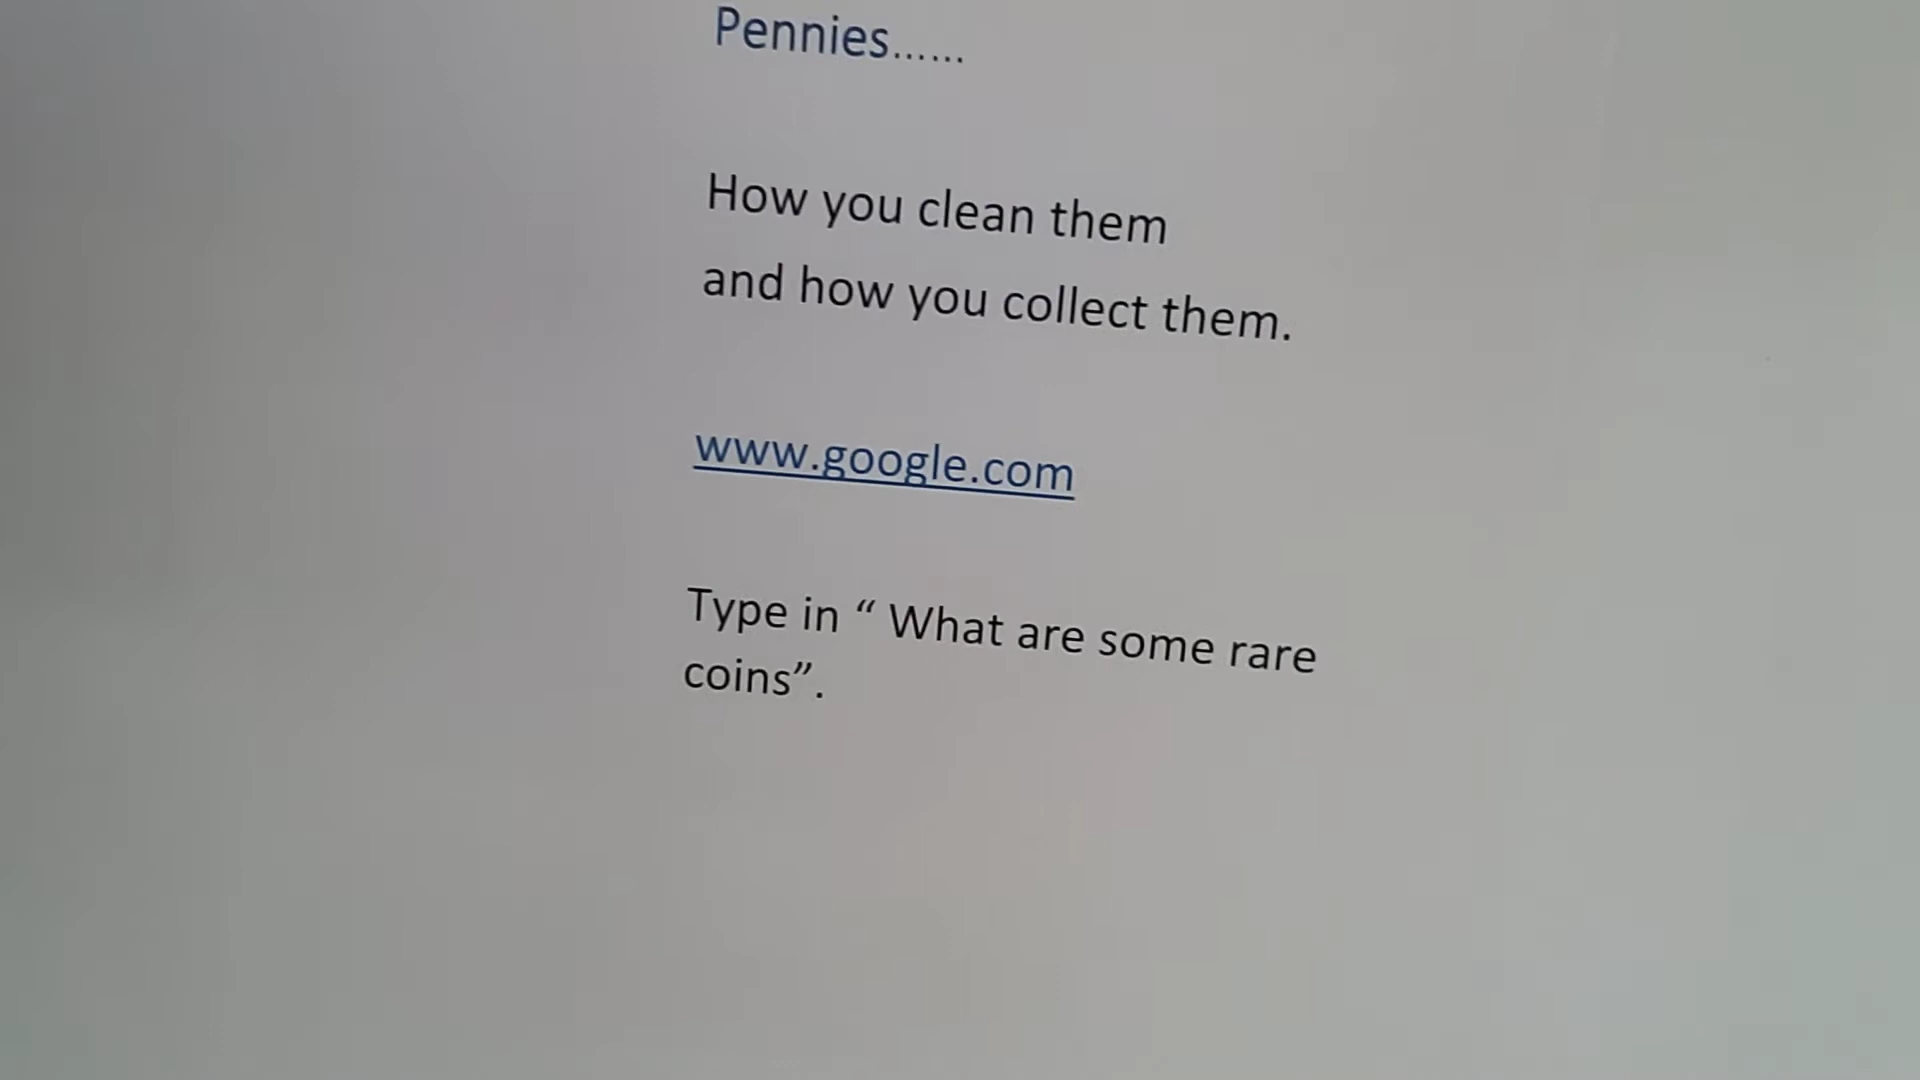 Pennies......
How you clean them
and how you collect them.
www.google.com
Type in “ What are some rare
coins”.